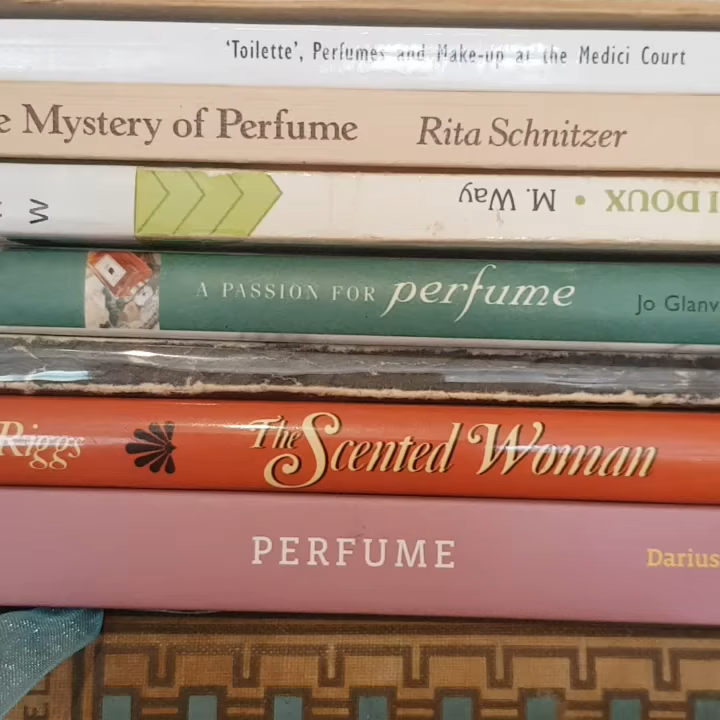 'Toilette', Perfumes and Make-up at the Medici Court
e Mystery of Perfume Rita Schnitzer
W M. Way • I DOUX
A PASSION FOR perfume Jo Glanv
Riggs The Scented Woman
PERFUME Darius